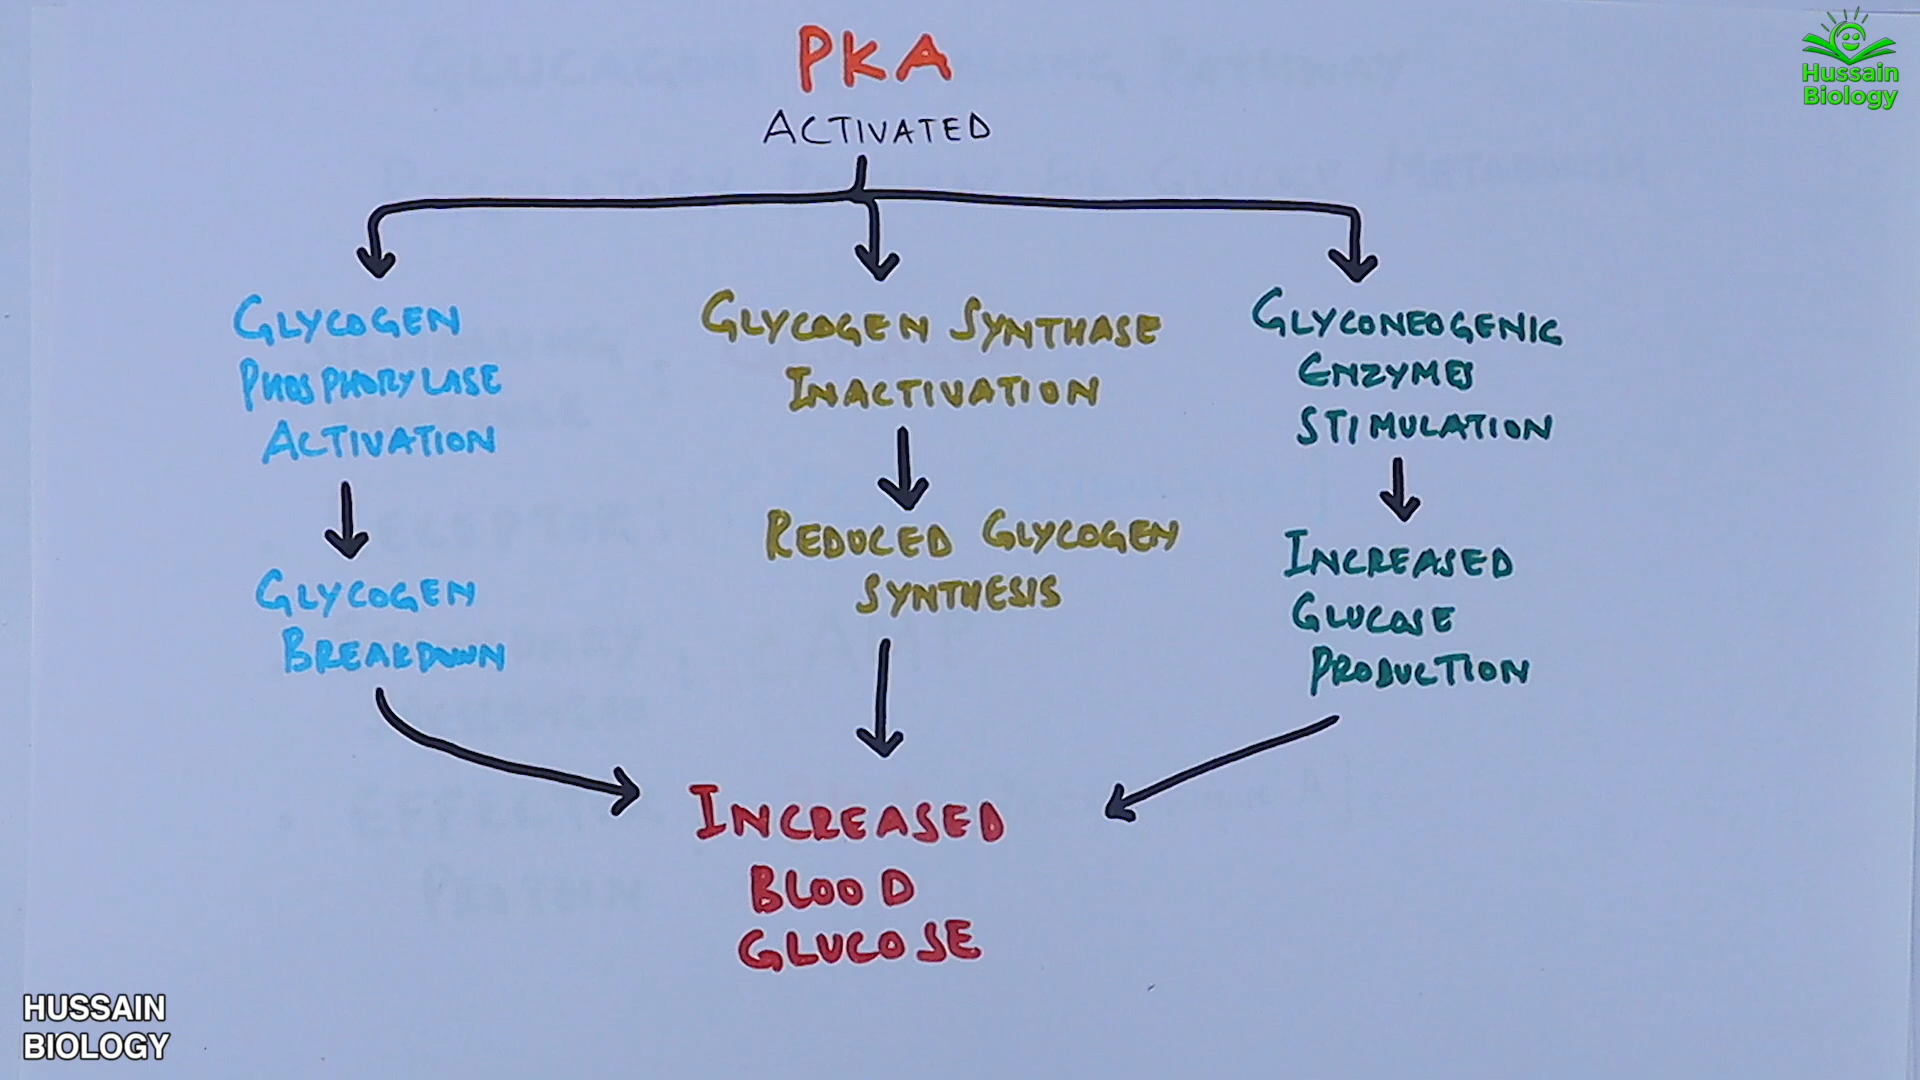 PKA
ACTIVATED
GLYCOGEN
PHOSPHORYLASE
ACTIVATION
GLYCOGEN
BREAKDOWN
GLYCOGEN SYNTHASE
INACTIVATION
REDUCED GLYCOGEN
SYNTHESIS
GLYCONEOGENIC
ENZYMES
STIMULATION
INCREASED
GLUCOSE
PRODUCTION
INCREASED
BLOOD
GLUCOSE
Hussain
Biology
HUSSAIN
BIOLOGY